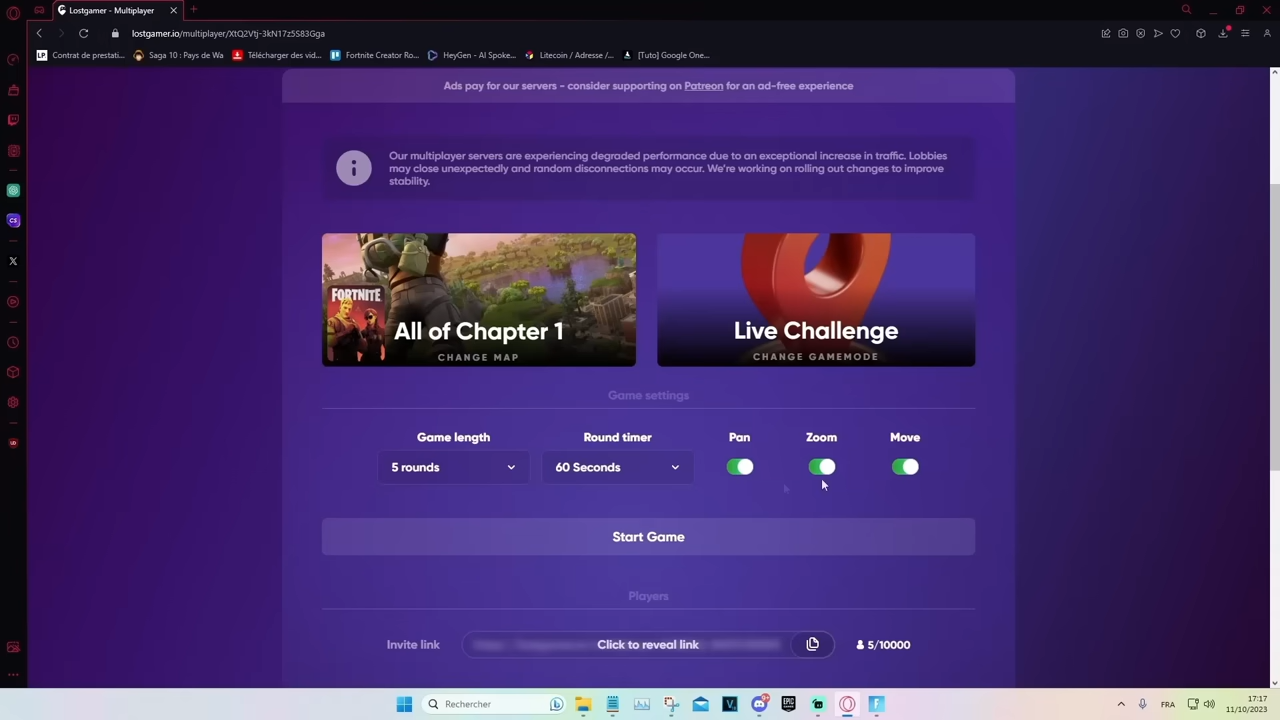 Lostgamer - Multiplayer
lostgamer.io/multiplayer/XtQ2Vtj-3kN17z5S83Gga
LP Contrat de prestati... Saga 10 : Pays de Wa Télécharger des vid... Fortnite Creator Ro... HeyGen - AI Spoke... Litecoin / Adresse /... [Tuto] Google One...
Ads pay for our servers - consider supporting on Patreon for an ad-free experience
Our multiplayer servers are experiencing degraded performance due to an exceptional increase in traffic. Lobbies
may close unexpectedly and random disconnections may occur. We're working on rolling out changes to improve
stability.
FORTNITE
All of Chapter 1
CHANGE MAP
Live Challenge
CHANGE GAMEMODE
Game settings
Game length Round timer Pan Zoom Move
5 rounds 60 Seconds
Start Game
Players
Invite link Click to reveal link 5/10000
Rechercher
EPIC
GAMES
9+
FRA
17:17
11/10/2023
CS
UD